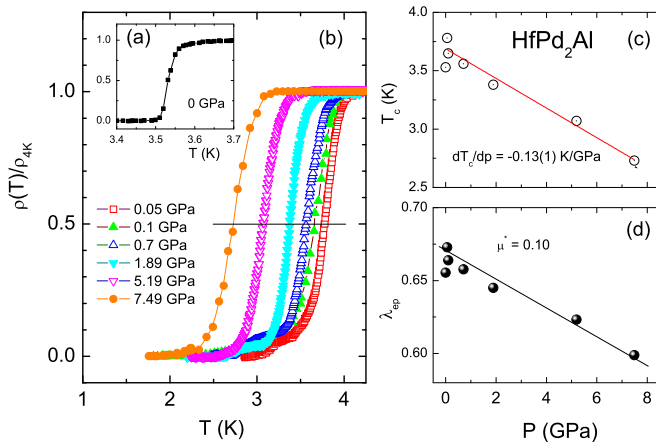 (a)
1.0
0.5
0.0
0 GPa
3.4 3.5 3.6 3.7
T (K)
(b)
1.0
0.5
0.0
ρ(T)/ρ4K
0.05 GPa
0.1 GPa
0.7 GPa
1.89 GPa
5.19 GPa
7.49 GPa
1 2 3 4
T (K)
HfPd₂Al
(c)
4.0
3.5
3.0
2.5
T_c (K)
dT_c/dp = -0.13(1) K/GPa
(d)
0.70
0.65
0.60
λ_ep
μ* = 0.10
0 2 4 6 8
P (GPa)